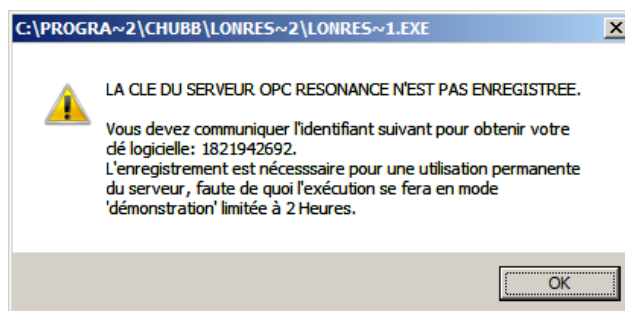 C:\PROGRA~2\CHUBB\LONRES~2\LONRES~1.EXE
LA CLE DU SERVEUR OPC RESONANCE N'EST PAS ENREGISTREE.
Vous devez communiquer l'identifiant suivant pour obtenir votre
clé logicielle: 1821942692.
L'enregistrement est nécesssaire pour une utilisation permanente
du serveur, faute de quoi l'exécution se fera en mode
'démonstration' limitée à 2 Heures.
OK